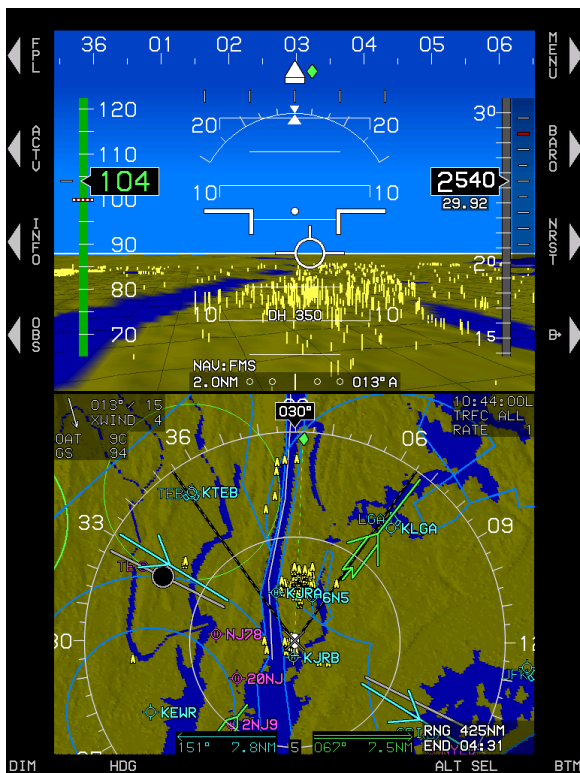 FPL
MENU
36 01 02 03 04 05 06
120
30
ACTV
BARO
20 20
110
104
2540
100
10 10
29.92
INFO
NRST
90
20
80
10 10
DH 350
OBS
70
15
NAV:FMS
2.0NM
013°A
013°/ 15
XWIND 4
OAT 9C
GS 94
030°
10:44:00L
TRFC ALL
RATE 1
36
06
KTEB
33
LGA
KLGA
09
KJRA
6N5
30
NJ78
KJRB
12
20NJ
KEWR
2NJ9
RNG 425NM
END 04:31
151° 7.8NM
5
067° 7.5NM
DIM
HDG
ALT SEL
BTM